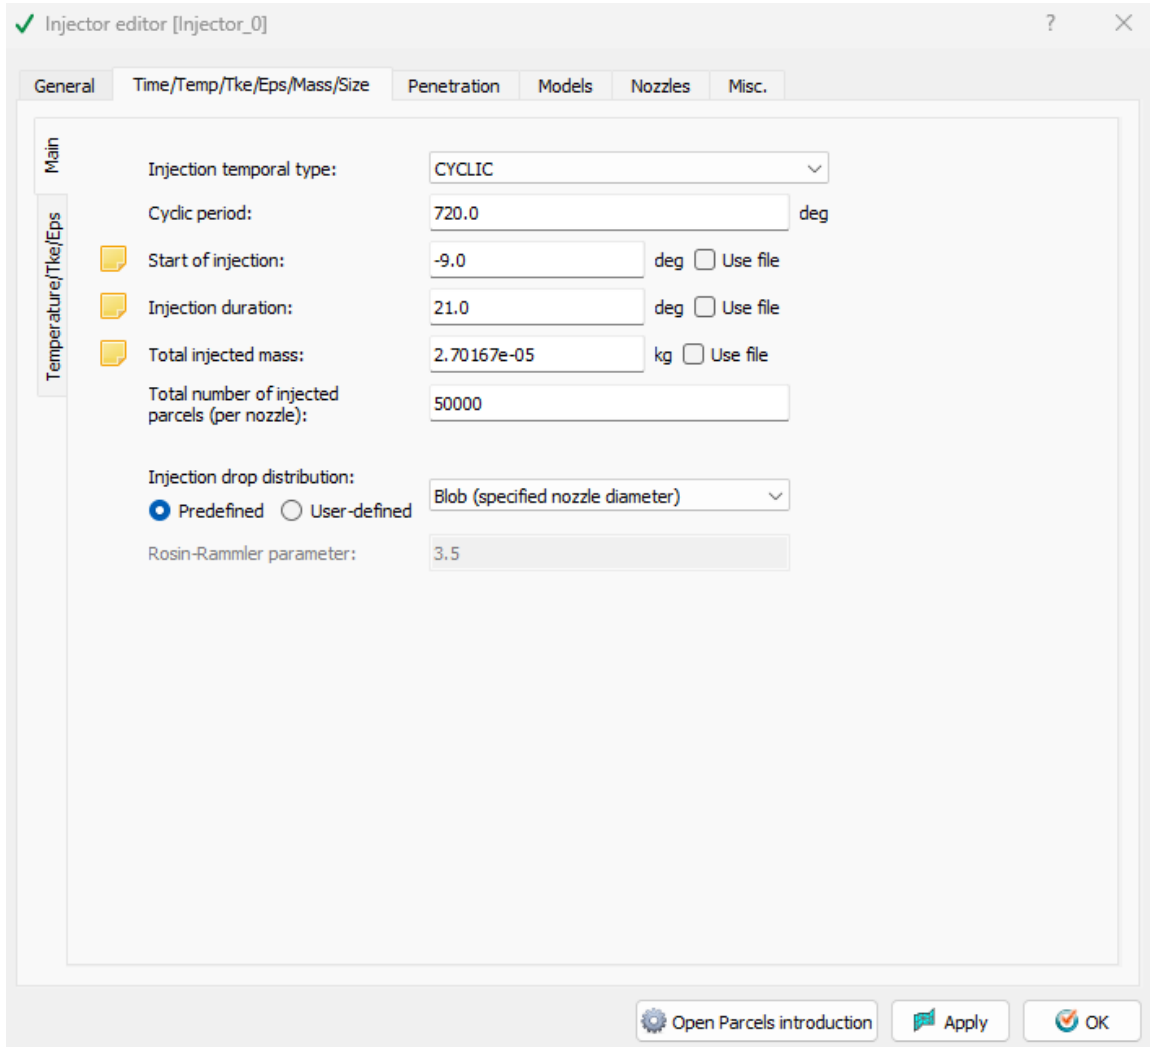 Injector editor [Injector_0] ?
General Time/Temp/Tke/Eps/Mass/Size Penetration Models Nozzles Misc.
Main
Temperature/Tke/Eps
Injection temporal type: CYCLIC
Cyclic period: 720.0 deg
Start of injection: -9.0 deg Use file
Injection duration: 21.0 deg Use file
Total injected mass: 2.70167e-05 kg Use file
Total number of injected
parcels (per nozzle): 50000
Injection drop distribution:
Predefined User-defined Blob (specified nozzle diameter)
Rosin-Rammler parameter: 3.5
Open Parcels introduction Apply OK